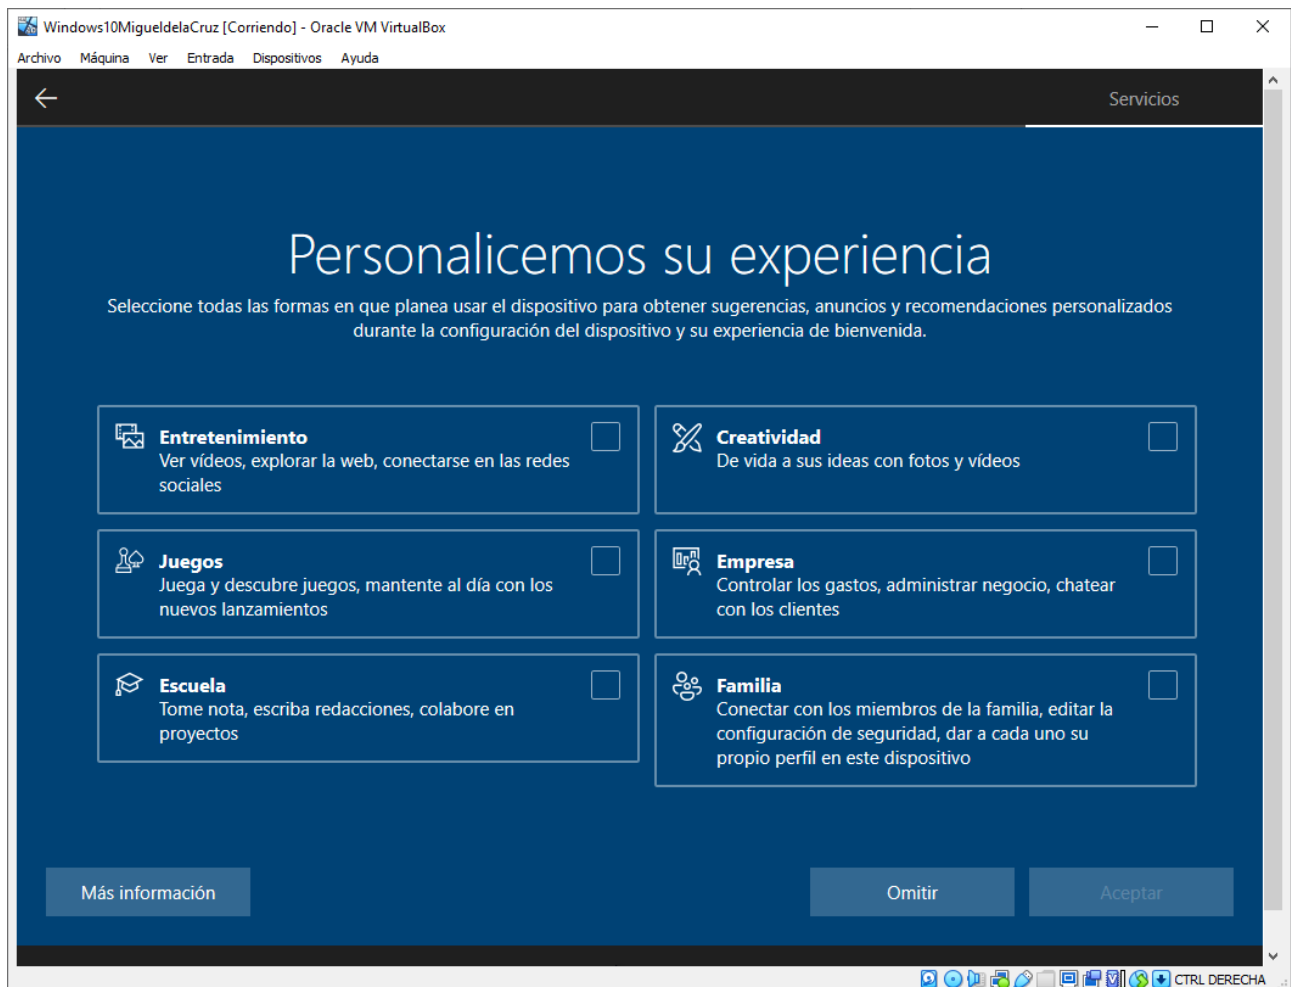 Windows10MigueldelaCruz [Corriendo] - Oracle VM VirtualBox
Archivo Máquina Ver Entrada Dispositivos Ayuda
Servicios
Personalicemos su experiencia
Seleccione todas las formas en que planea usar el dispositivo para obtener sugerencias, anuncios y recomendaciones personalizados
durante la configuración del dispositivo y su experiencia de bienvenida.
Entretenimiento
Ver vídeos, explorar la web, conectarse en las redes
sociales
Creatividad
De vida a sus ideas con fotos y vídeos
Juegos
Juega y descubre juegos, mantente al día con los
nuevos lanzamientos
Empresa
Controlar los gastos, administrar negocio, chatear
con los clientes
Escuela
Tome nota, escriba redacciones, colabore en
proyectos
Familia
Conectar con los miembros de la familia, editar la
configuración de seguridad, dar a cada uno su
propio perfil en este dispositivo
Más información
Omitir
Aceptar
CTRL DERECHA